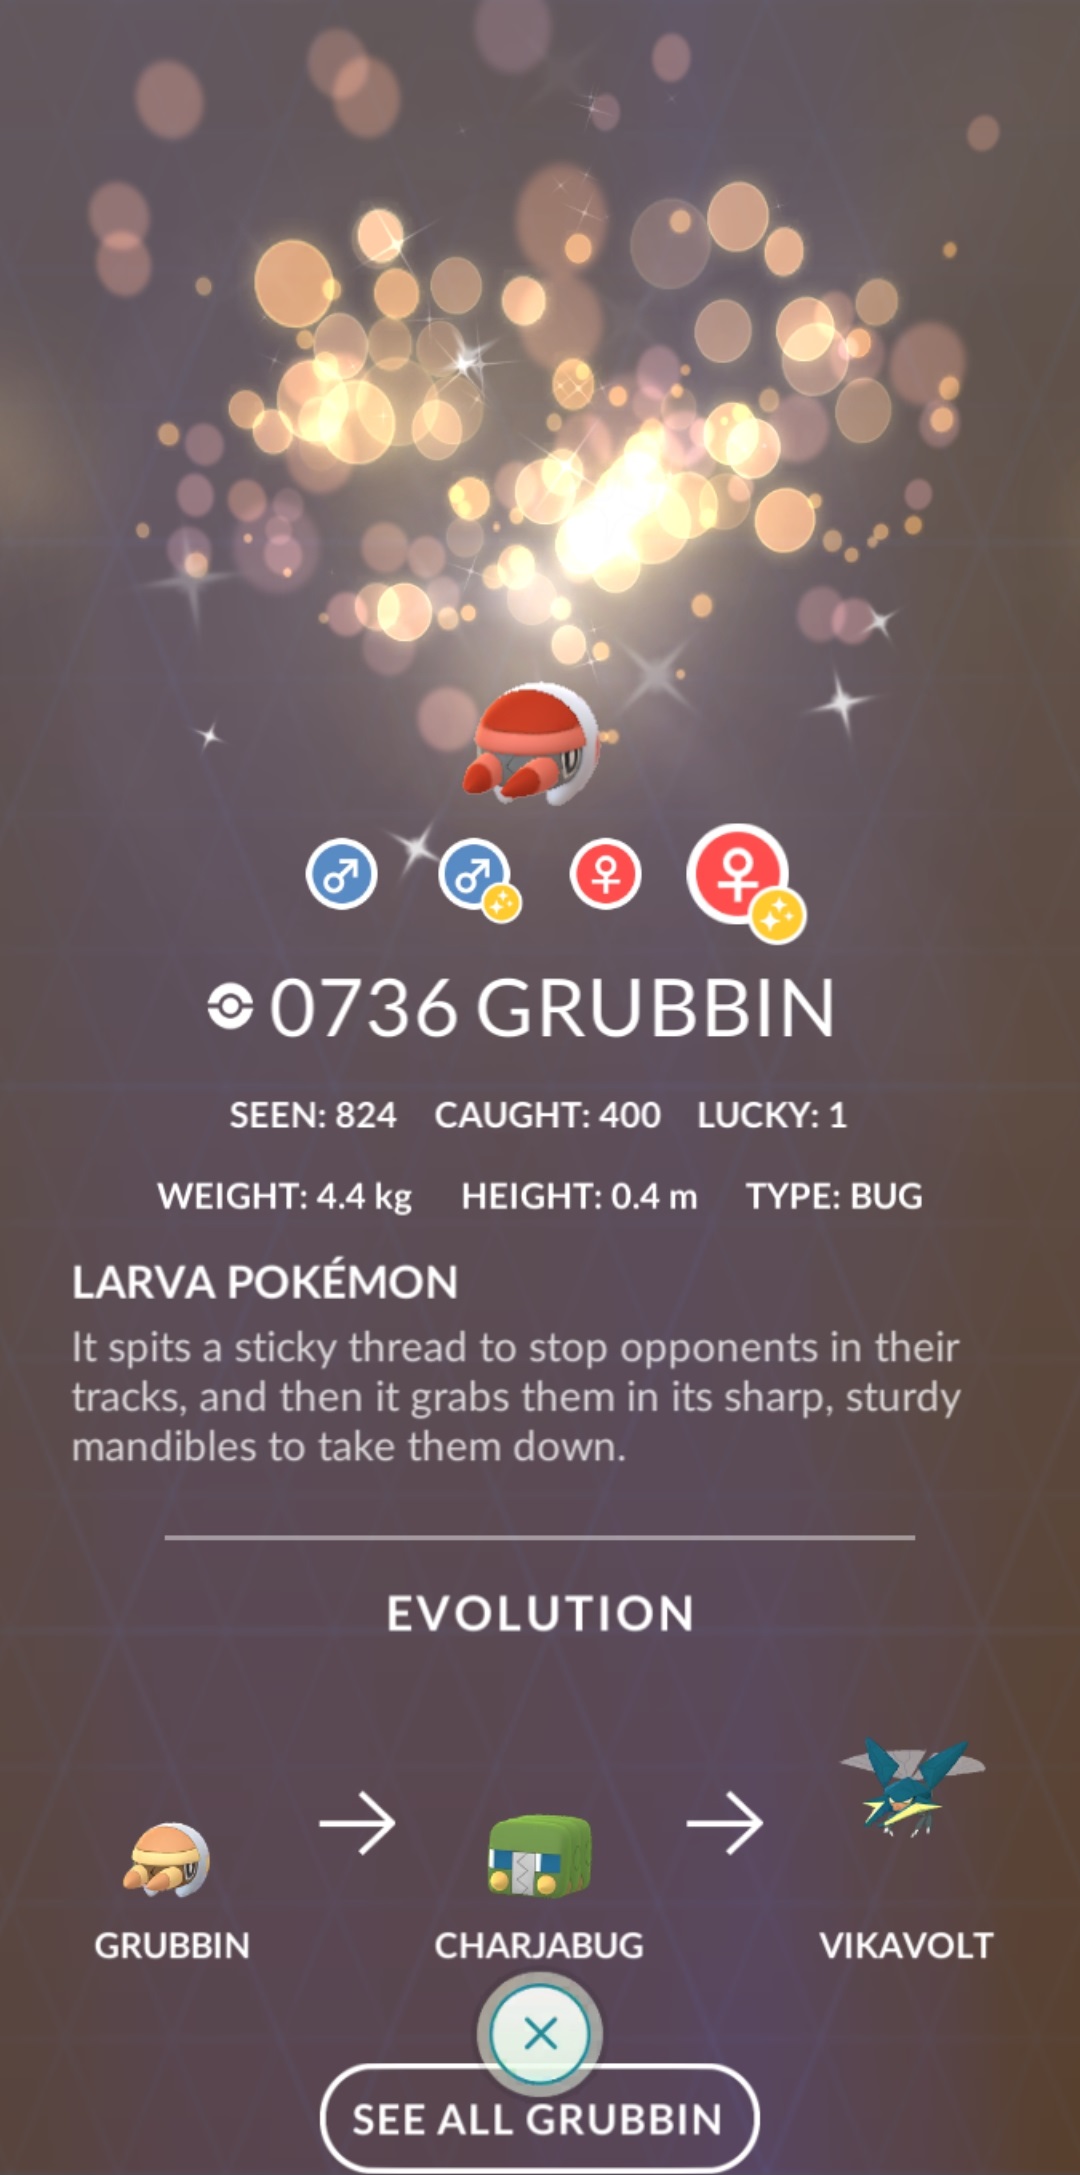 0736 GRUBBIN
SEEN: 824 CAUGHT: 400 LUCKY: 1
WEIGHT: 4.4 kg HEIGHT: 0.4 m TYPE: BUG
LARVA POKÉMON
It spits a sticky thread to stop opponents in their
tracks, and then it grabs them in its sharp, sturdy
mandibles to take them down.
EVOLUTION
GRUBBIN CHARJABUG VIKAVOLT
SEE ALL GRUBBIN